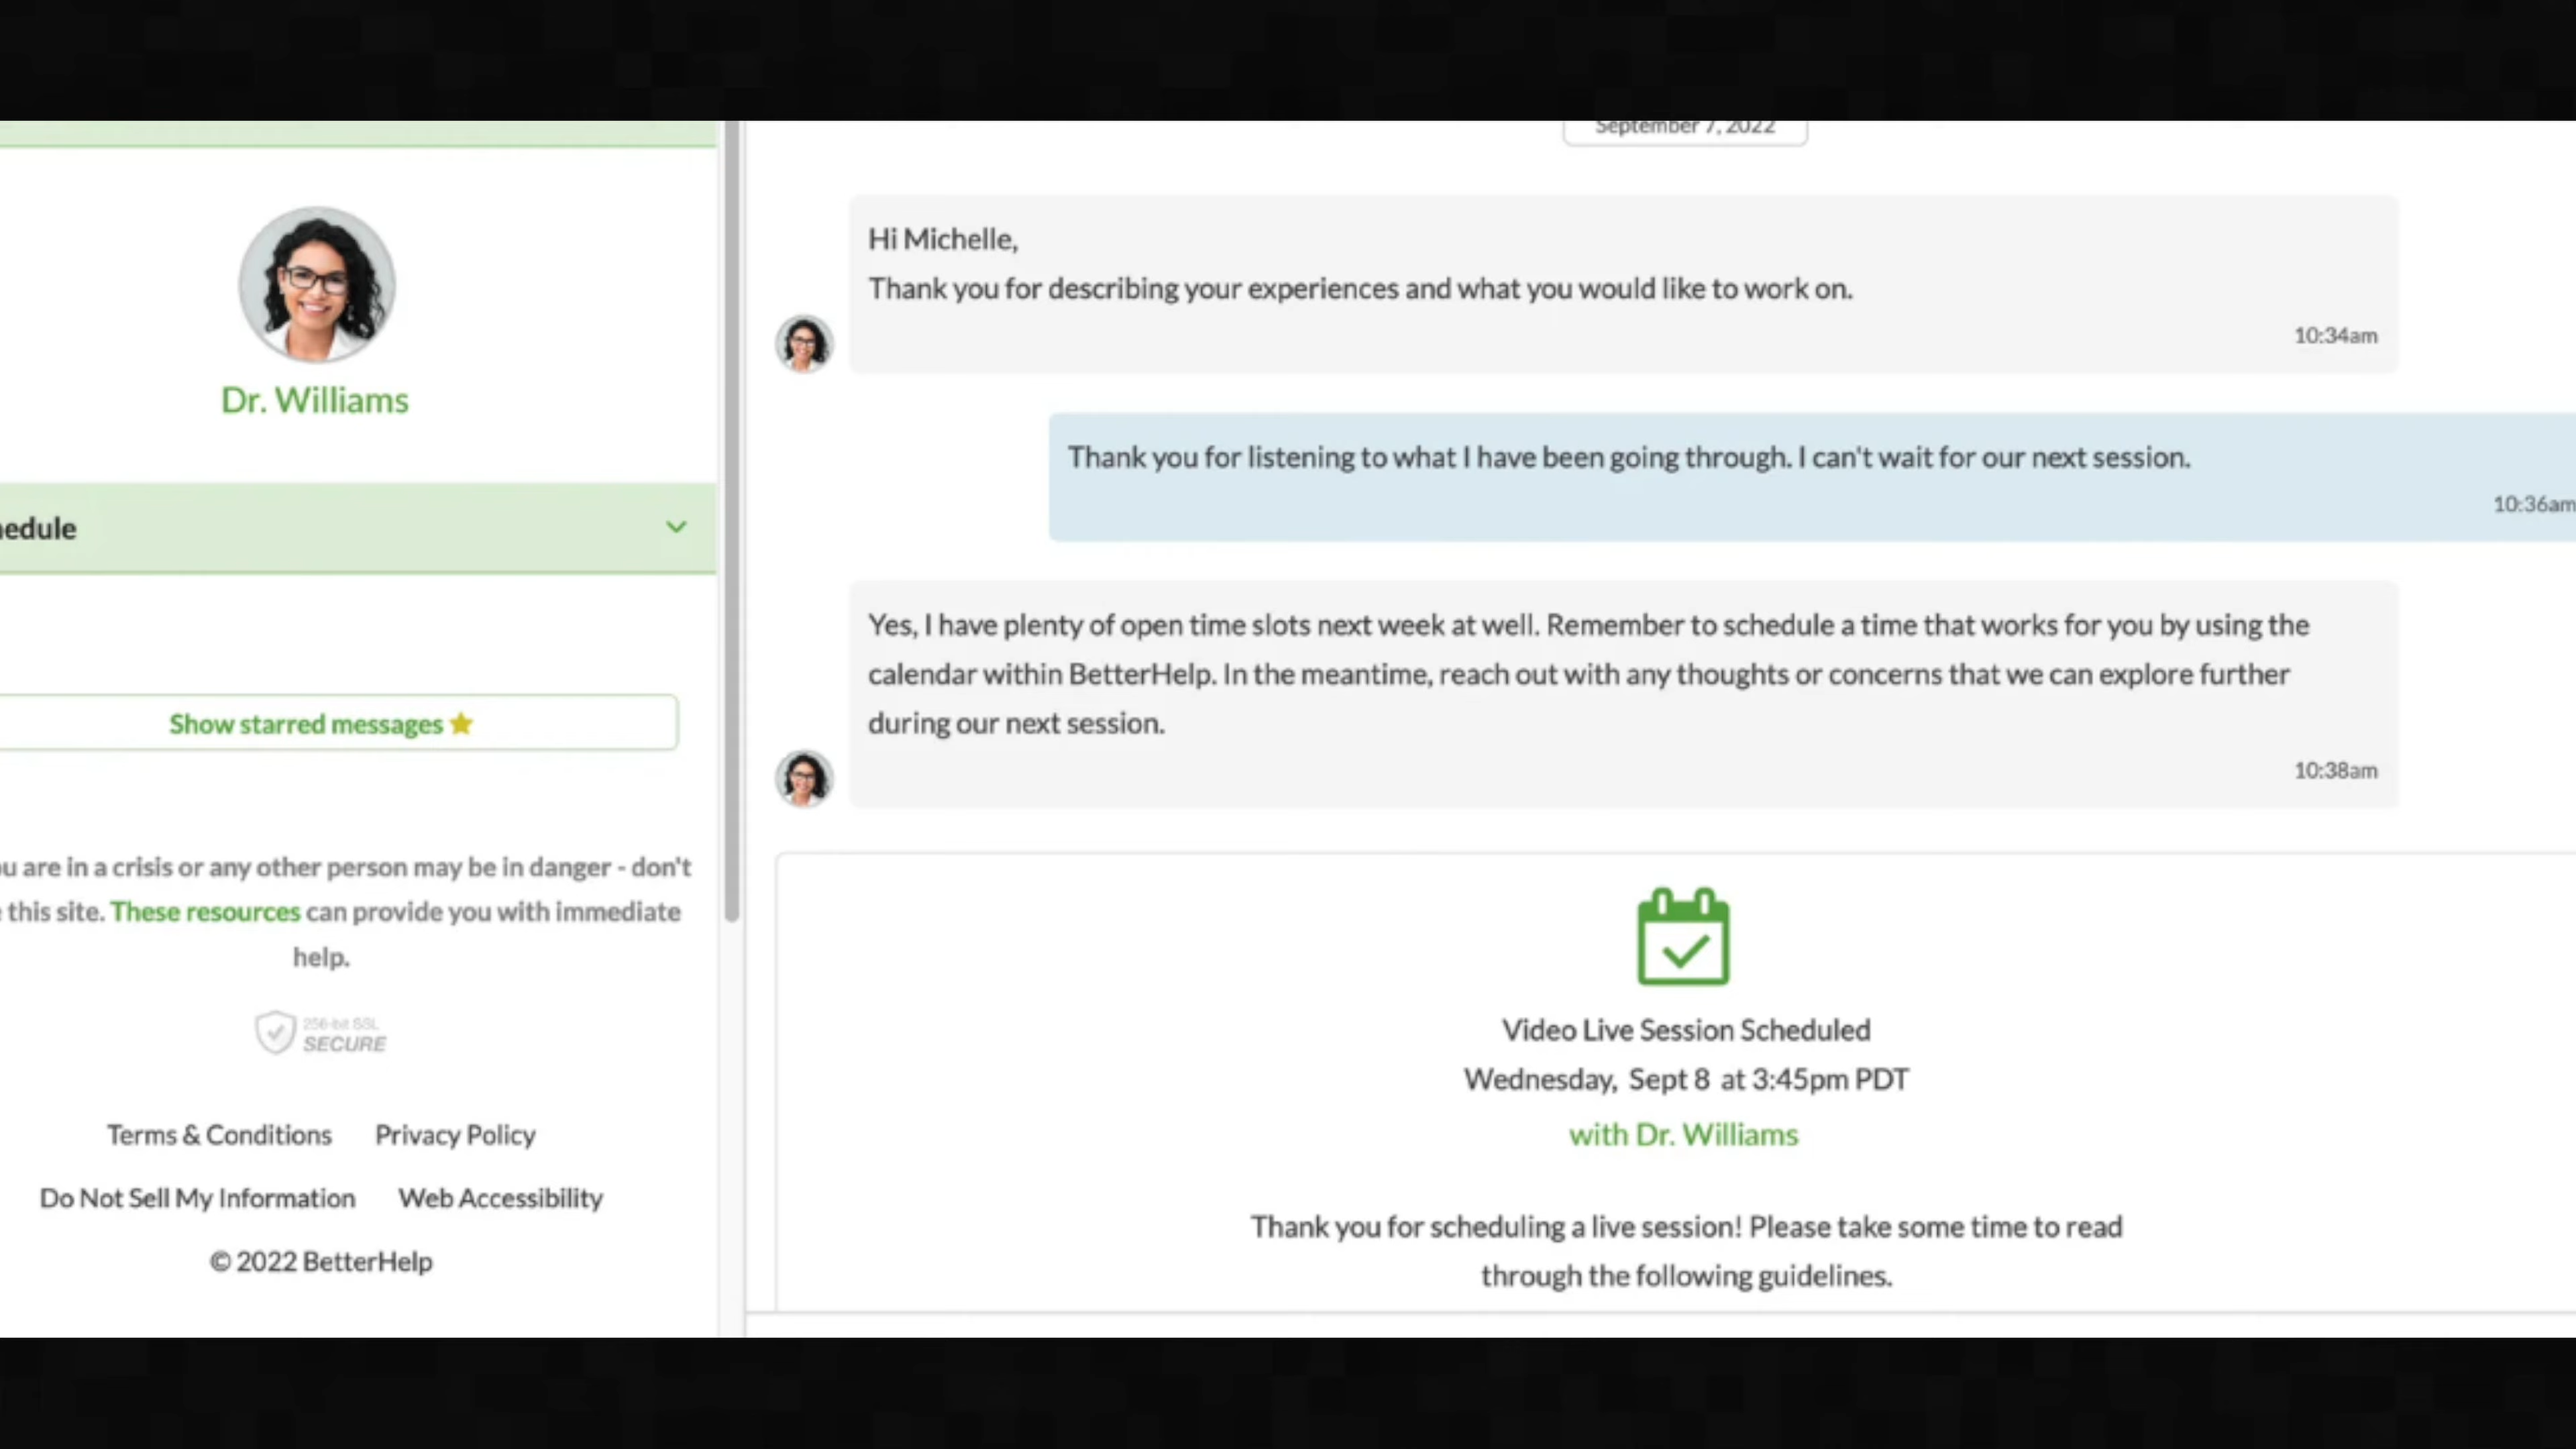 Dr. Williams
hedule
Show starred messages
u are in a crisis or any other person may be in danger - don't
this site. These resources can provide you with immediate
help.
256-bit SSL
SECURE
Terms & Conditions Privacy Policy
Do Not Sell My Information Web Accessibility
© 2022 BetterHelp
September 7, 2022
Hi Michelle,
Thank you for describing your experiences and what you would like to work on.
10:34am
Thank you for listening to what I have been going through. I can't wait for our next session.
10:36am
Yes, I have plenty of open time slots next week at well. Remember to schedule a time that works for you by using the
calendar within BetterHelp. In the meantime, reach out with any thoughts or concerns that we can explore further
during our next session.
10:38am
Video Live Session Scheduled
Wednesday, Sept 8 at 3:45pm PDT
with Dr. Williams
Thank you for scheduling a live session! Please take some time to read
through the following guidelines.